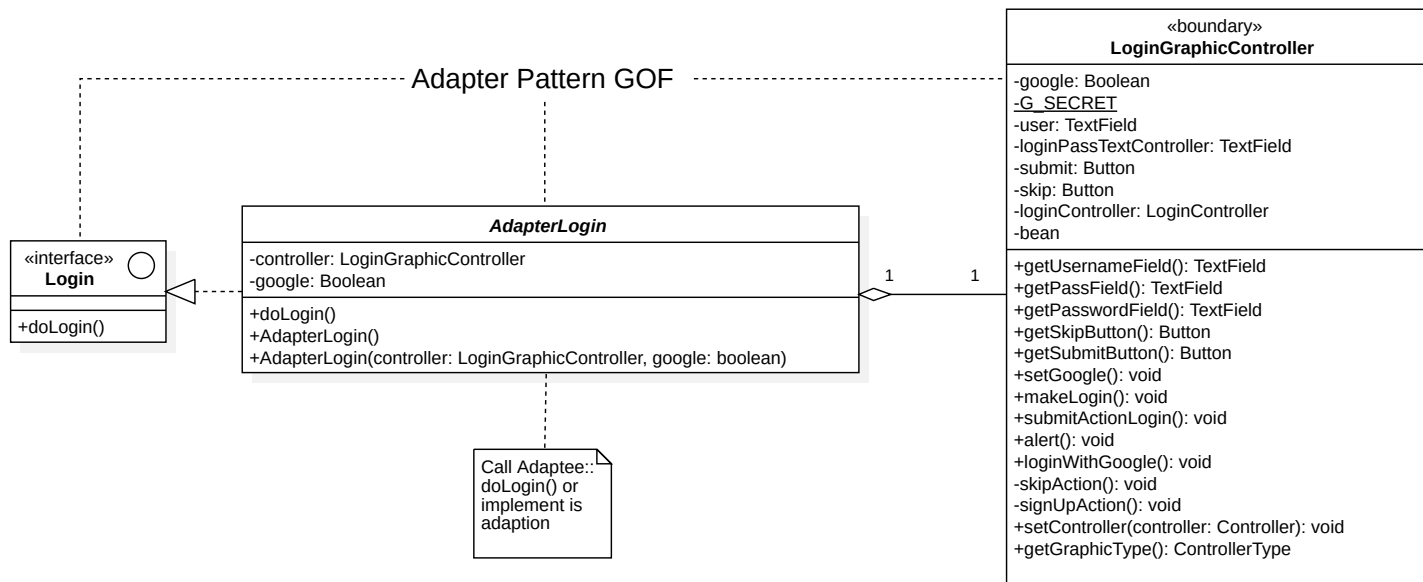 Adapter Pattern GOF
«interface»
Login
+doLogin()
AdapterLogin
-controller: LoginGraphicController
-google: Boolean
+doLogin()
+AdapterLogin()
+AdapterLogin(controller: LoginGraphicController, google: boolean)
Call Adaptee::
doLogin() or
implement is
adaption
1
1
«boundary»
LoginGraphicController
-google: Boolean
-G_SECRET
-user: TextField
-loginPassTextController: TextField
-submit: Button
-skip: Button
-loginController: LoginController
-bean
+getUsernameField(): TextField
+getPassField(): TextField
+getPasswordField(): TextField
+getSkipButton(): Button
+getSubmitButton(): Button
+setGoogle(): void
+makeLogin(): void
+submitActionLogin(): void
+alert(): void
+loginWithGoogle(): void
-skipAction(): void
-signUpAction(): void
+setController(controller: Controller): void
+getGraphicType(): ControllerType